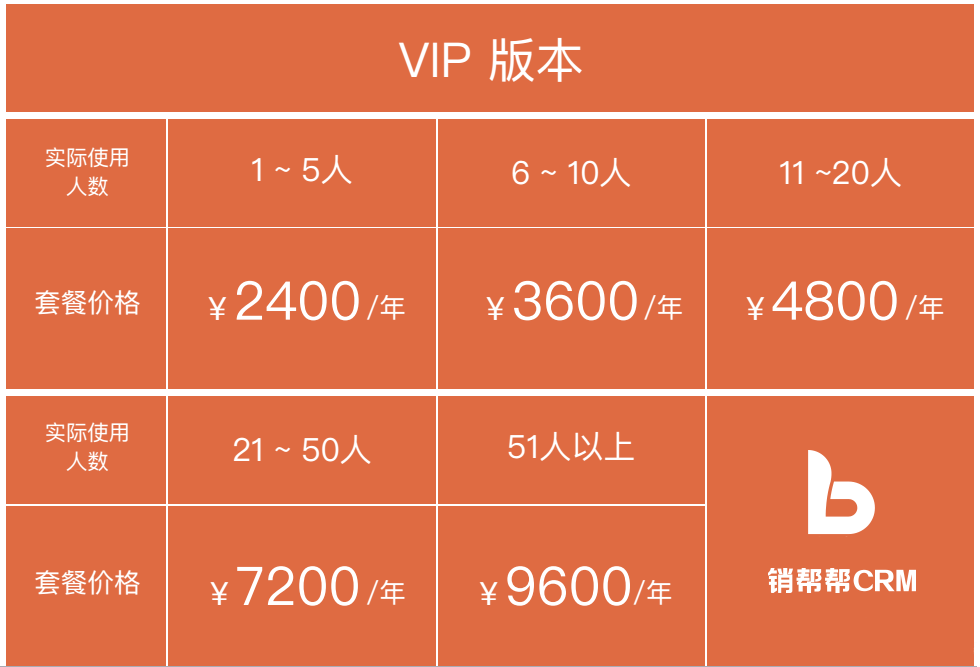 VIP 版本
实际使用
人数
1 ~ 5人
6 ~ 10人
11 ~20人
套餐价格
¥ 2400 /年
¥ 3600 /年
¥ 4800 /年
实际使用
人数
21 ~ 50人
51人以上
套餐价格
¥ 7200 /年
¥ 9600/年
销帮帮CRM